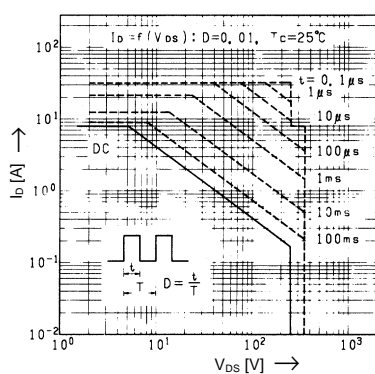 I_D = f(V_DS): D=0,01, T_C=25°C
10²
t=0,1μs
1μs
10μs
100μs
1ms
10ms
100ms
10¹
DC
10⁰
10⁻¹
10⁻²
I_D [A] →
t
T
D = t/T
10⁰ 10¹ 10² 10³
V_DS [V] →